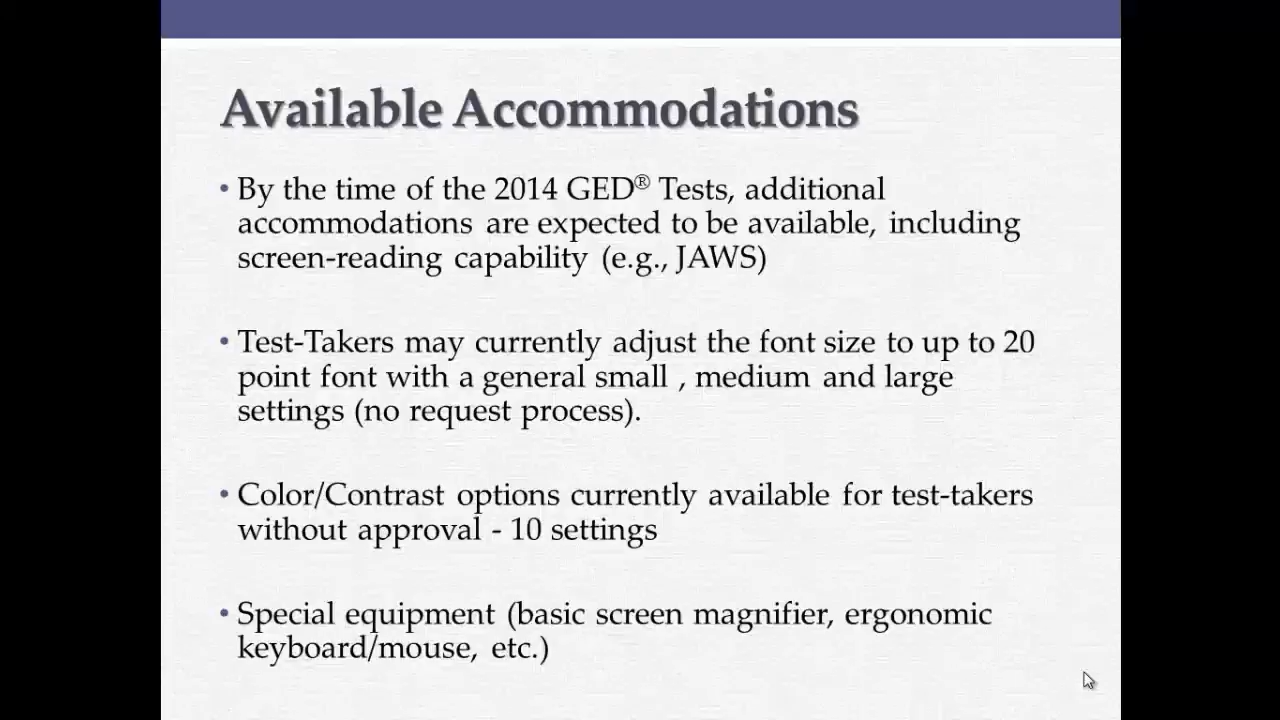 Available Accommodations
• By the time of the 2014 GED® Tests, additional
accommodations are expected to be available, including
screen-reading capability (e.g., JAWS)
• Test-Takers may currently adjust the font size to up to 20
point font with a general small , medium and large
settings (no request process).
• Color/Contrast options currently available for test-takers
without approval - 10 settings
• Special equipment (basic screen magnifier, ergonomic
keyboard/mouse, etc.)